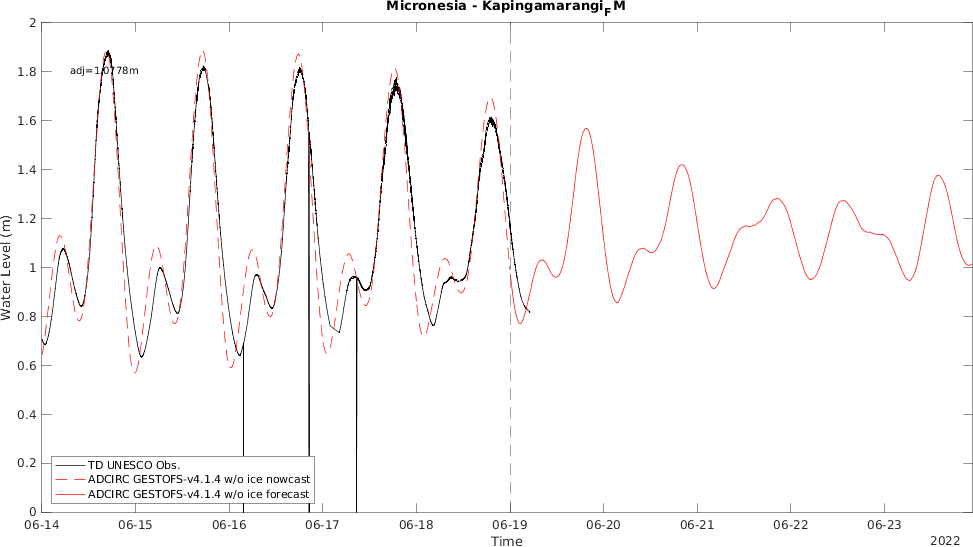 Micronesia - Kapingamarangi_FM
2
1.8
1.6
1.4
1.2
1
0.8
0.6
0.4
0.2
0
Water Level (m)
adj=1.0778m
TD UNESCO Obs.
ADCIRC GESTOFS-v4.1.4 w/o ice nowcast
ADCIRC GESTOFS-v4.1.4 w/o ice forecast
06-14 06-15 06-16 06-17 06-18 06-19 06-20 06-21 06-22 06-23
Time
2022